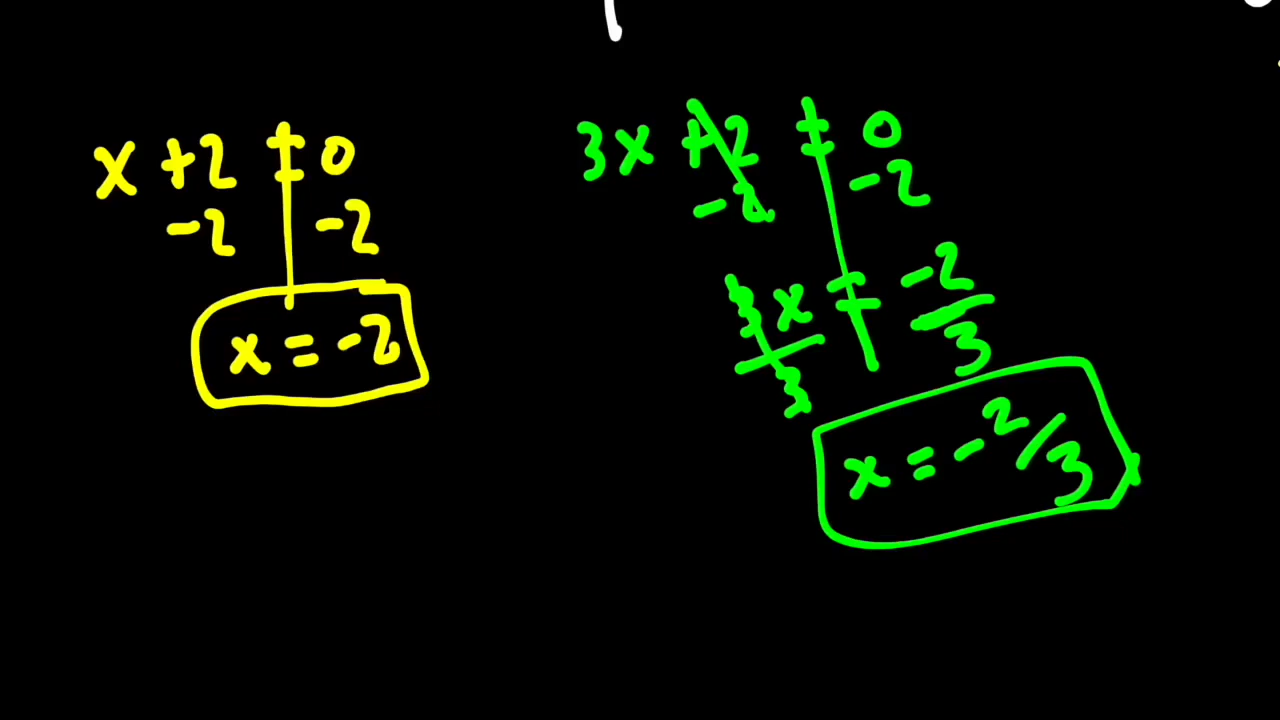 x + 2 = 0
-2 -2
x = -2
3x + 2 = 0
-2 -2
3x = -2
3 3
x = -2/3